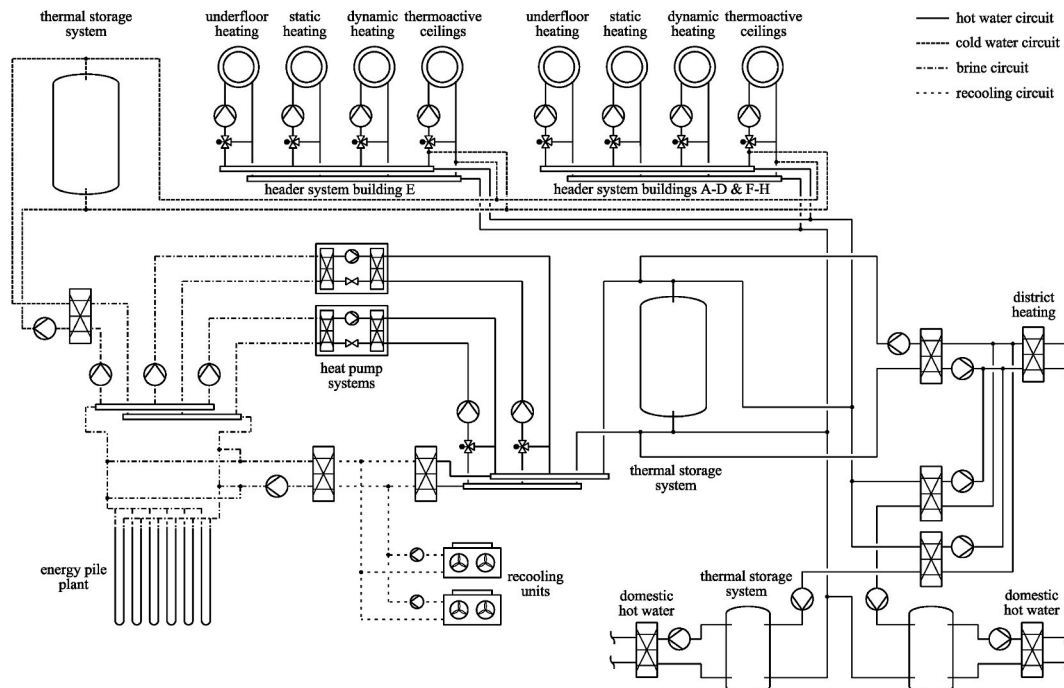 thermal storage
system
underfloor
heating
static
heating
dynamic
heating
thermoactive
ceilings
underfloor
heating
static
heating
dynamic
heating
thermoactive
ceilings
hot water circuit
cold water circuit
brine circuit
recooling circuit
header system building E
header system buildings A-D & F-H
heat pump
systems
district
heating
thermal storage
system
energy pile
plant
recooling
units
thermal storage
system
domestic
hot water
domestic
hot water